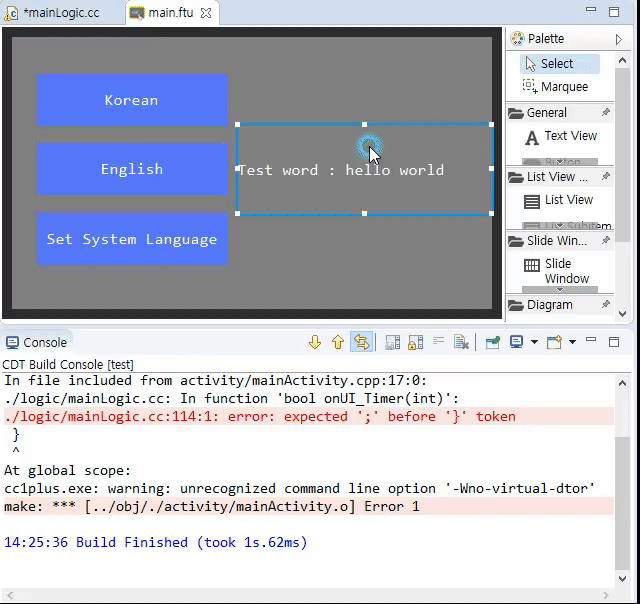 *mainLogic.cc main.ftu
Korean
English
Set System Language
Test word : hello world
Palette
Select
Marquee
General
Text View
List View ...
List View
Slide Win...
Slide
Window
Diagram
Console
CDT Build Console [test]
In file included from activity/mainActivity.cpp:17:0:
./logic/mainLogic.cc: In function 'bool onUI_Timer(int)':
./logic/mainLogic.cc:114:1: error: expected ';' before '}' token
}
^
At global scope:
cc1plus.exe: warning: unrecognized command line option '-Wno-virtual-dtor'
make: *** [../obj/./activity/mainActivity.o] Error 1
14:25:36 Build Finished (took 1s.62ms)